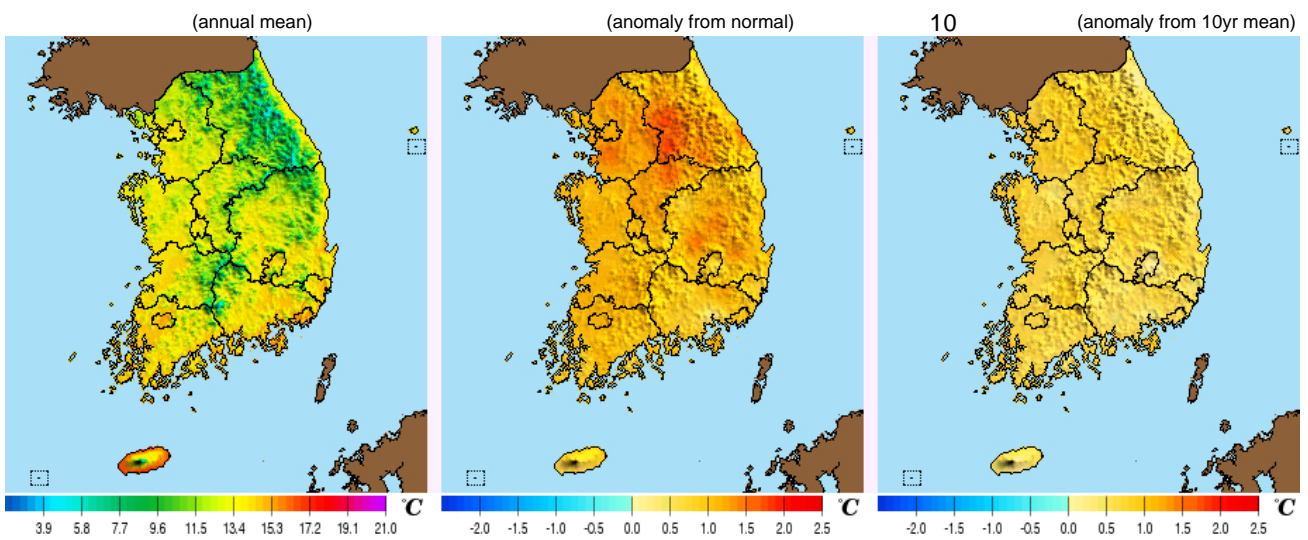 (annual mean)
(anomaly from normal)
10 (anomaly from 10yr mean)
3.9 5.8 7.7 9.6 11.5 13.4 15.3 17.2 19.1 21.0 °C
-2.0 -1.5 -1.0 -0.5 0.0 0.5 1.0 1.5 2.0 2.5 °C
-2.0 -1.5 -1.0 -0.5 0.0 0.5 1.0 1.5 2.0 2.5 °C